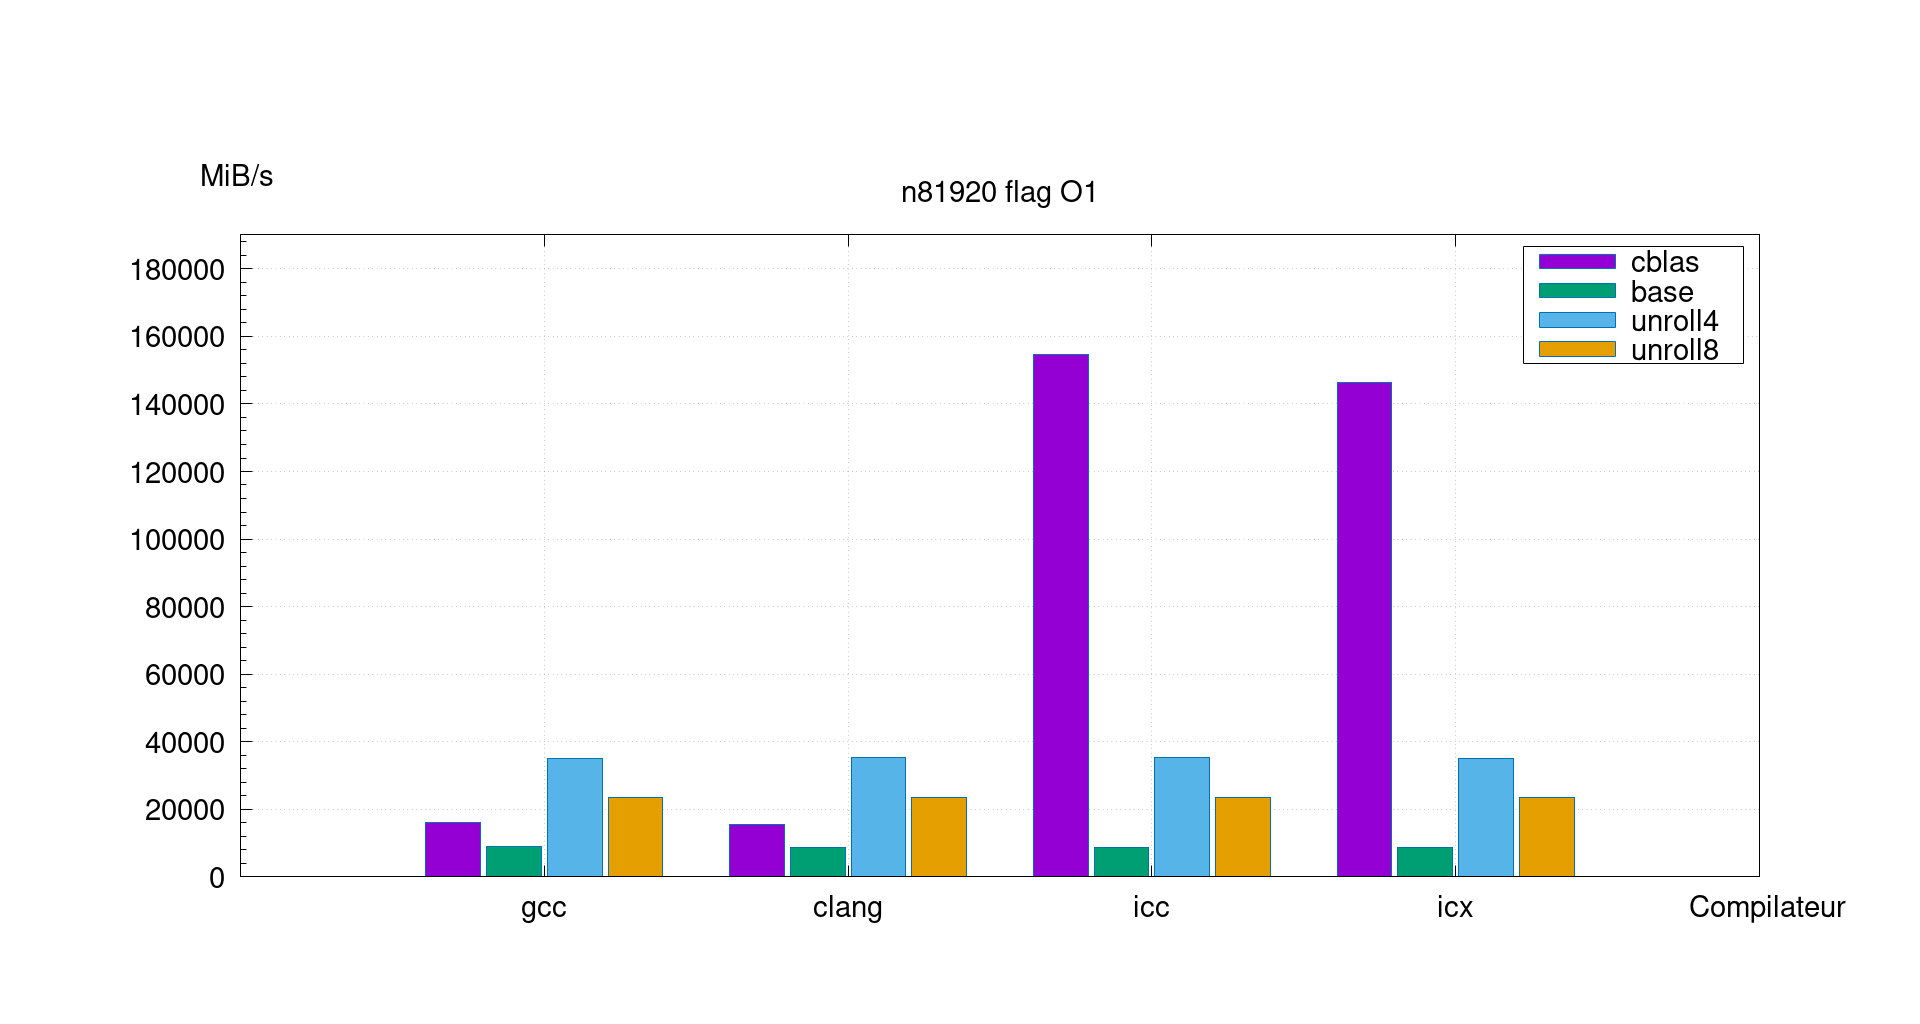 MiB/s
n81920 flag O1
180000
160000
140000
120000
100000
80000
60000
40000
20000
0
cblas
base
unroll4
unroll8
gcc
clang
icc
icx
Compilateur